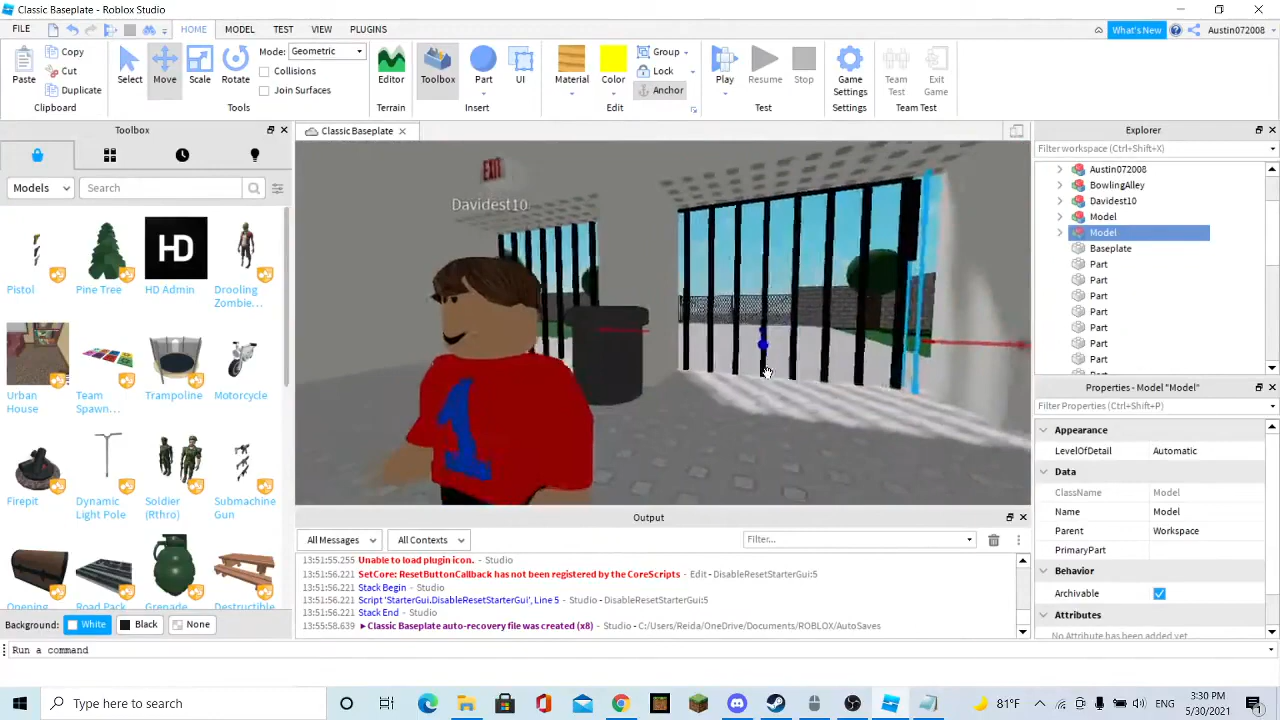 Classic Baseplate - Roblox Studio
FILE HOME MODEL TEST VIEW PLUGINS What's New Austin072008
Paste Copy Cut Duplicate Select Move Scale Rotate Mode: Geometric Collisions Join Surfaces Editor Toolbox Part UI Material Color Group Lock Anchor Play Resume Stop Game Settings Team Test Exit Game
Clipboard Tools Terrain Insert Edit Test Settings Team Test
Toolbox
Classic Baseplate
Explorer
Filter workspace (Ctrl+Shift+X)
Models Search
Pistol Pine Tree HD Admin Drooling Zombie...
Urban House Team Spawn... Trampoline Motorcycle
Firepit Dynamic Light Pole Soldier (Rthro) Submachine Gun
Opening Road Pack Grenade Destructible
Background: White Black None
EXIT
Davidest10
1
Austin072008
BowlingAlley
Davidest10
Model
Model
Baseplate
Part
Part
Part
Part
Part
Part
Part
Part
Properties - Model "Model"
Filter Properties (Ctrl+Shift+P)
Appearance
LevelOfDetail Automatic
Data
ClassName Model
Name Model
Parent Workspace
PrimaryPart
Behavior
Archivable
Attributes
No Attribute has been added yet
Output
All Messages All Contexts Filter...
13:51:55.255 Unable to load plugin icon. - Studio
13:51:56.221 SetCore: ResetButtonCallback has not been registered by the CoreScripts - Edit - DisableResetStarterGui:5
13:51:56.221 Stack Begin - Studio
13:51:56.221 Script 'StarterGui.DisableResetStarterGui', Line 5 - Studio - DisableResetStarterGui:5
13:51:56.221 Stack End - Studio
13:55:58.639 ►Classic Baseplate auto-recovery file was created (x8) - Studio - C:/Users/Reida/OneDrive/Documents/ROBLOX/AutoSaves
Run a command
Type here to search
81°F
3:30 PM
5/30/2021